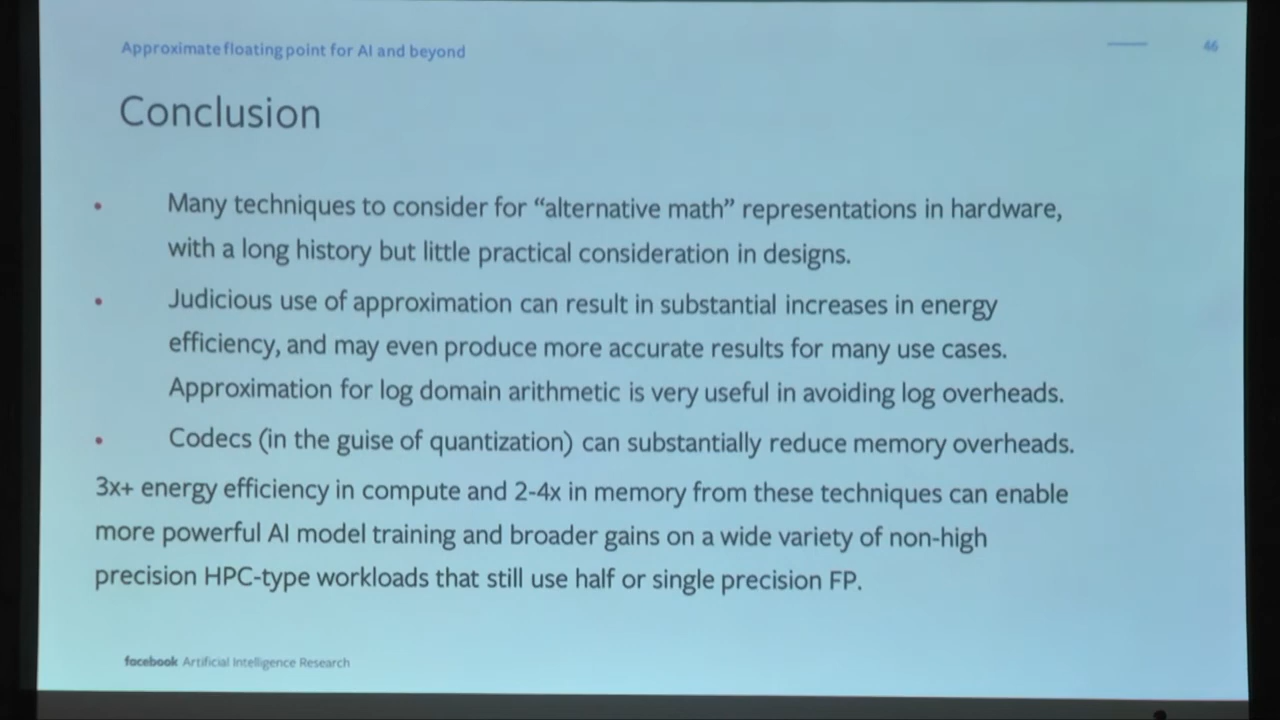 Approximate floating point for AI and beyond
46
Conclusion
• Many techniques to consider for “alternative math” representations in hardware,
with a long history but little practical consideration in designs.
• Judicious use of approximation can result in substantial increases in energy
efficiency, and may even produce more accurate results for many use cases.
Approximation for log domain arithmetic is very useful in avoiding log overheads.
• Codecs (in the guise of quantization) can substantially reduce memory overheads.
3x+ energy efficiency in compute and 2-4x in memory from these techniques can enable
more powerful AI model training and broader gains on a wide variety of non-high
precision HPC-type workloads that still use half or single precision FP.
facebook Artificial Intelligence Research